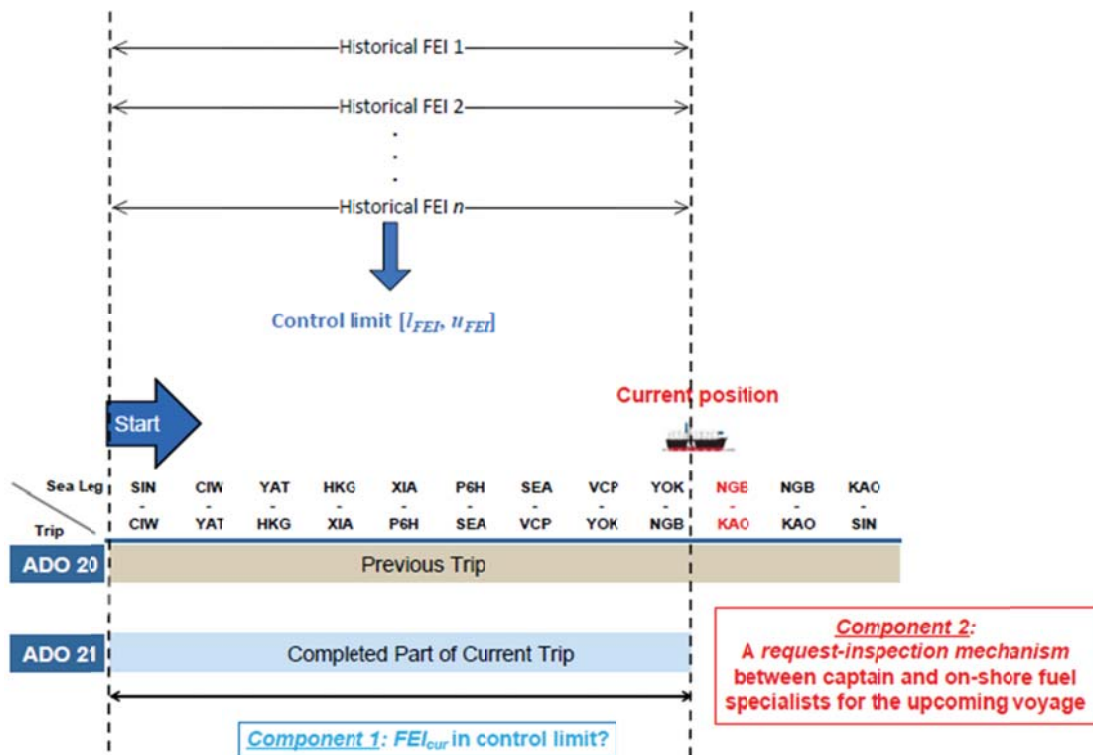 Historical FEI 1
Historical FEI 2
.
.
.
Historical FEI n
Control limit [lFEI, uFEI]
Current position
Start
Sea Leg SIN CIW YAT HKG XIA P6H SEA VCP YOK NGB NGB KAO
- - - - - - - - - - - -
Trip CIW YAT HKG XIA P6H SEA VCP YOK NGB KAO KAO SIN
ADO 20 Previous Trip
ADO 21 Completed Part of Current Trip
Component 2:
A request-inspection mechanism
between captain and on-shore fuel
specialists for the upcoming voyage
Component 1: FEIcur in control limit?